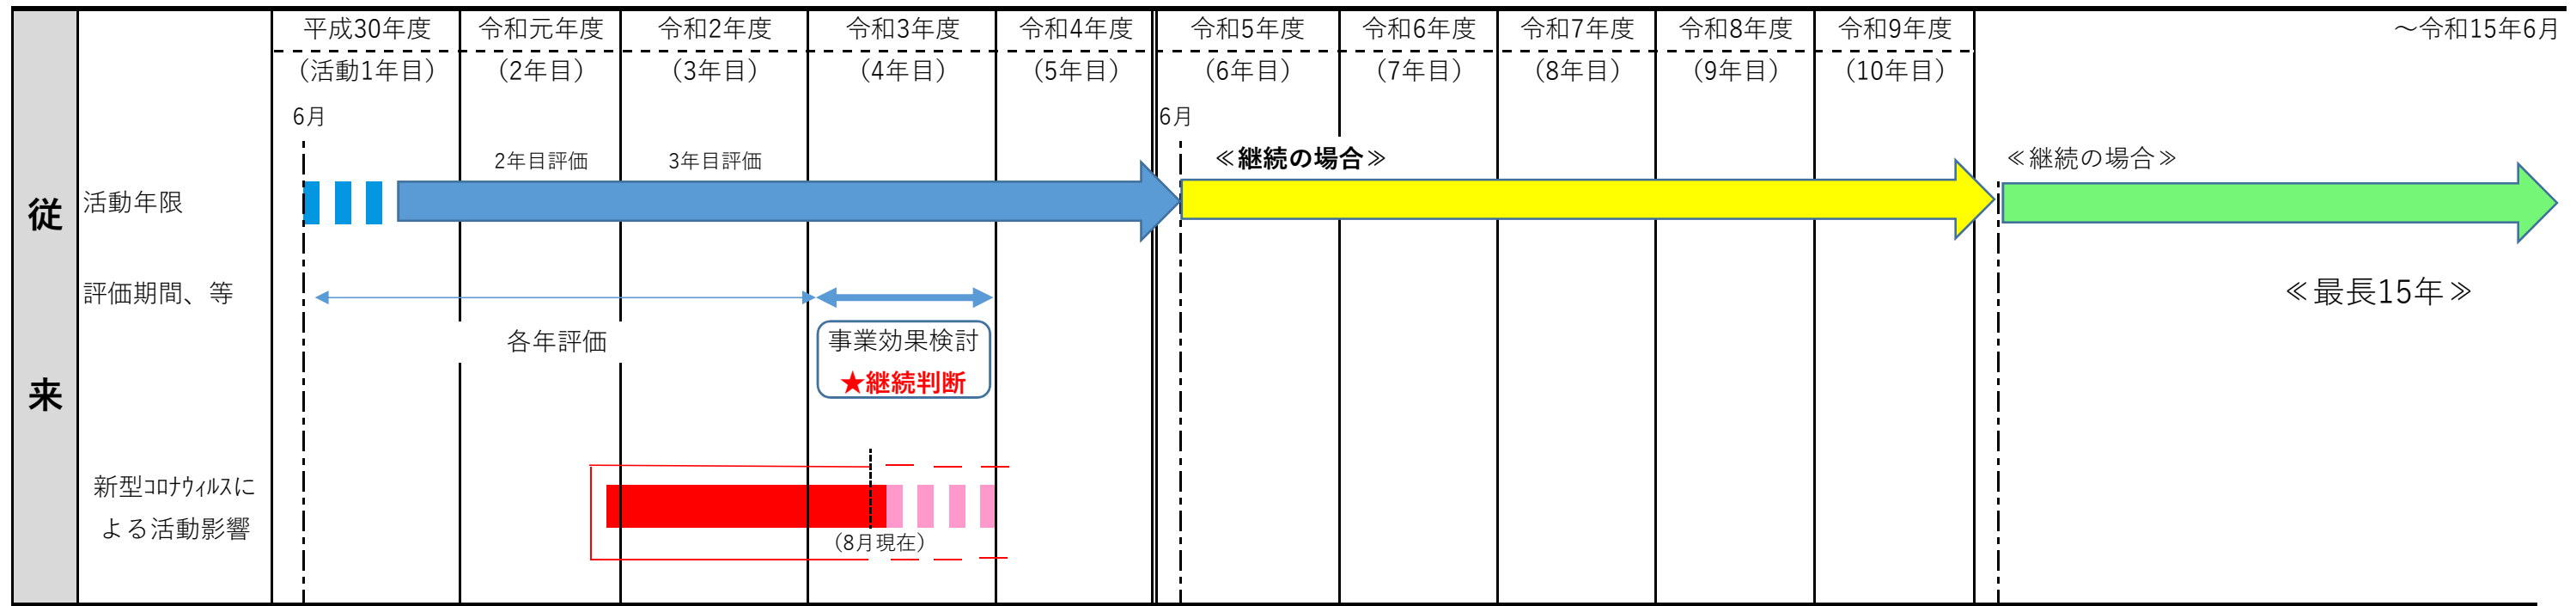 平成30年度 令和元年度 令和2年度 令和3年度 令和4年度 令和5年度 令和6年度 令和7年度 令和8年度 令和9年度 ～令和15年6月
（活動1年目） （2年目） （3年目） （4年目） （5年目） （6年目） （7年目） （8年目） （9年目） （10年目）
6月 6月
2年目評価 3年目評価 ≪継続の場合≫ ≪継続の場合≫
従来
活動年限
評価期間、等 ≪最長15年≫
各年評価 事業効果検討
★継続判断
新型ｺﾛﾅｳｨﾙｽに
よる活動影響
（8月現在）